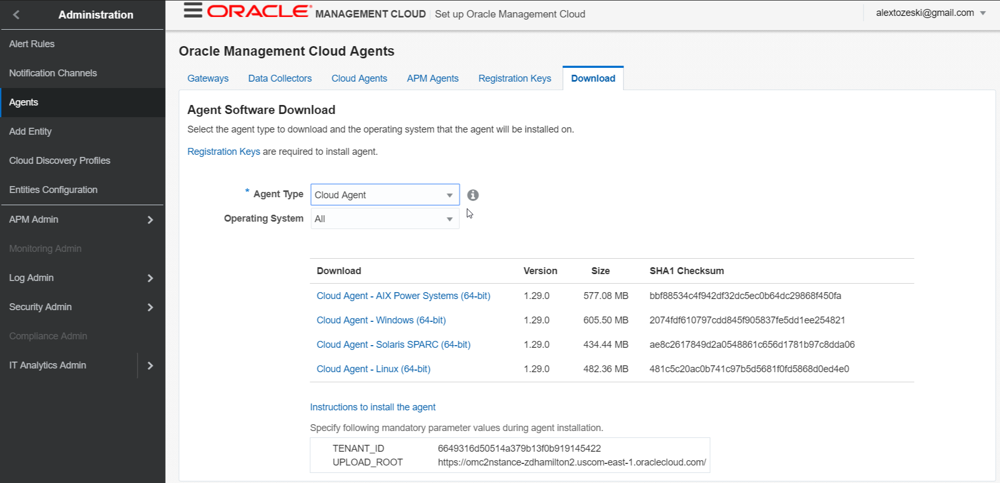 Administration
Alert Rules
Notification Channels
Agents
Add Entity
Cloud Discovery Profiles
Entities Configuration
APM Admin
Monitoring Admin
Log Admin
Security Admin
Compliance Admin
IT Analytics Admin
ORACLE® MANAGEMENT CLOUD Set up Oracle Management Cloud
alextozeski@gmail.com
Oracle Management Cloud Agents
Gateways Data Collectors Cloud Agents APM Agents Registration Keys Download
Agent Software Download
Select the agent type to download and the operating system that the agent will be installed on.
Registration Keys are required to install agent.
* Agent Type Cloud Agent
Operating System All
Download Version Size SHA1 Checksum
Cloud Agent - AIX Power Systems (64-bit) 1.29.0 577.08 MB bbf88534c4f942df32dc5ec0b64dc29868f450fa
Cloud Agent - Windows (64-bit) 1.29.0 605.50 MB 2074fdf610797cdd845f905837fe5dd1ee254821
Cloud Agent - Solaris SPARC (64-bit) 1.29.0 434.44 MB ae8c2617849d2a0548861c656d1781b97c8dda06
Cloud Agent - Linux (64-bit) 1.29.0 482.36 MB 481c5c20ac0b741c97b5d5681f0fd5868d0ed4e0
Instructions to install the agent
Specify following mandatory parameter values during agent installation.
TENANT_ID 6649316d50514a379b13f0b919145422
UPLOAD_ROOT https://omc2nstance-zdhamilton2.uscom-east-1.oraclecloud.com/